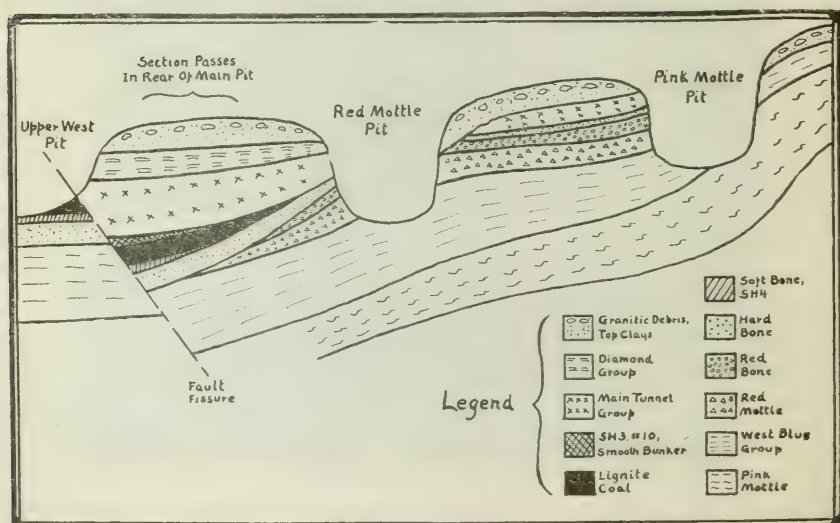 Section Passes
In Rear Of Main Pit
Upper West
Pit
Red Mottle
Pit
Pink Mottle
Pit
Fault
Fissure
Legend
Granitic Debris,
Top Clays
Diamond
Group
Main Tunnel
Group
SH3, #10,
Smooth Bunker
Lignite
Coal
Soft Bone,
SH4
Hard
Bone
Red
Bone
Red
Mottle
West Blue
Group
Pink
Mottle